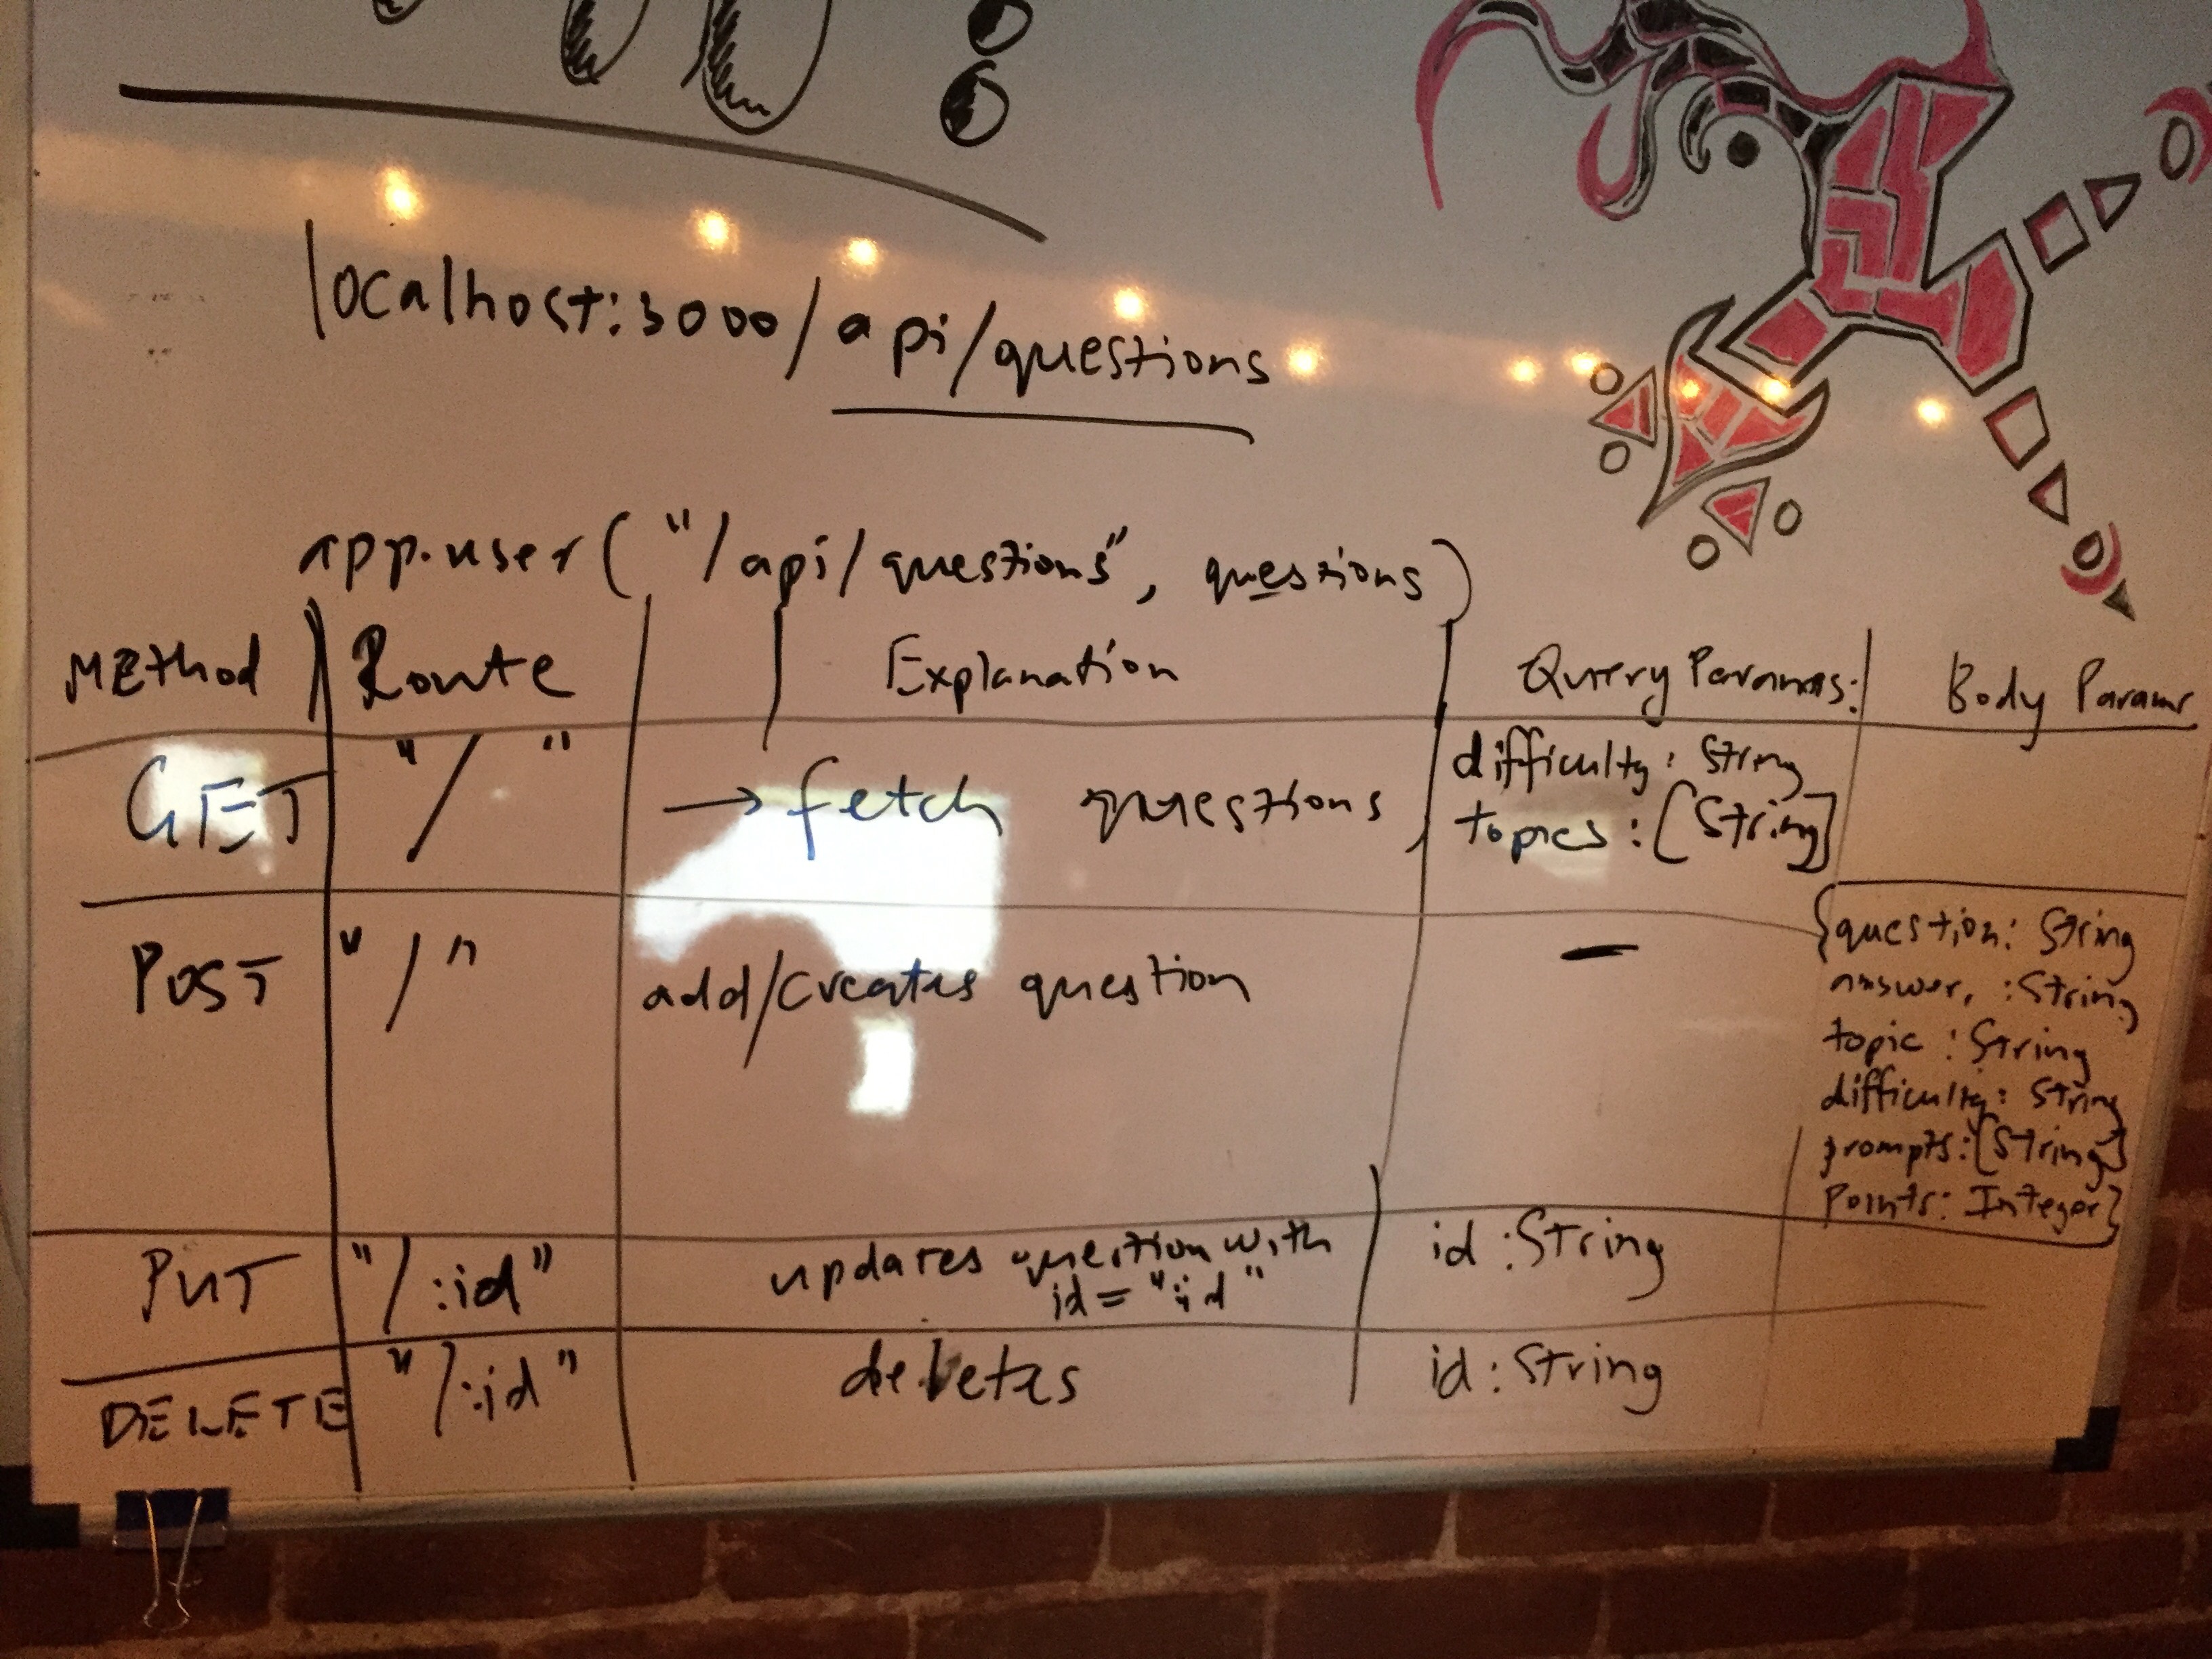 localhost:3000/api/questions
app.user("/api/questions", questions)
Method Route Explanation Query Params: Body Params
GET "/" → fetch questions, difficulty: String
topics: [String]
POST "/" add/creates question — {question: String
answer, :String
topic: String
difficulty: String
prompts: [String]
Points: Integer}
PUT "/:id" updates question with id: String
id = ":id"
DELETE "/:id" deletes id: String